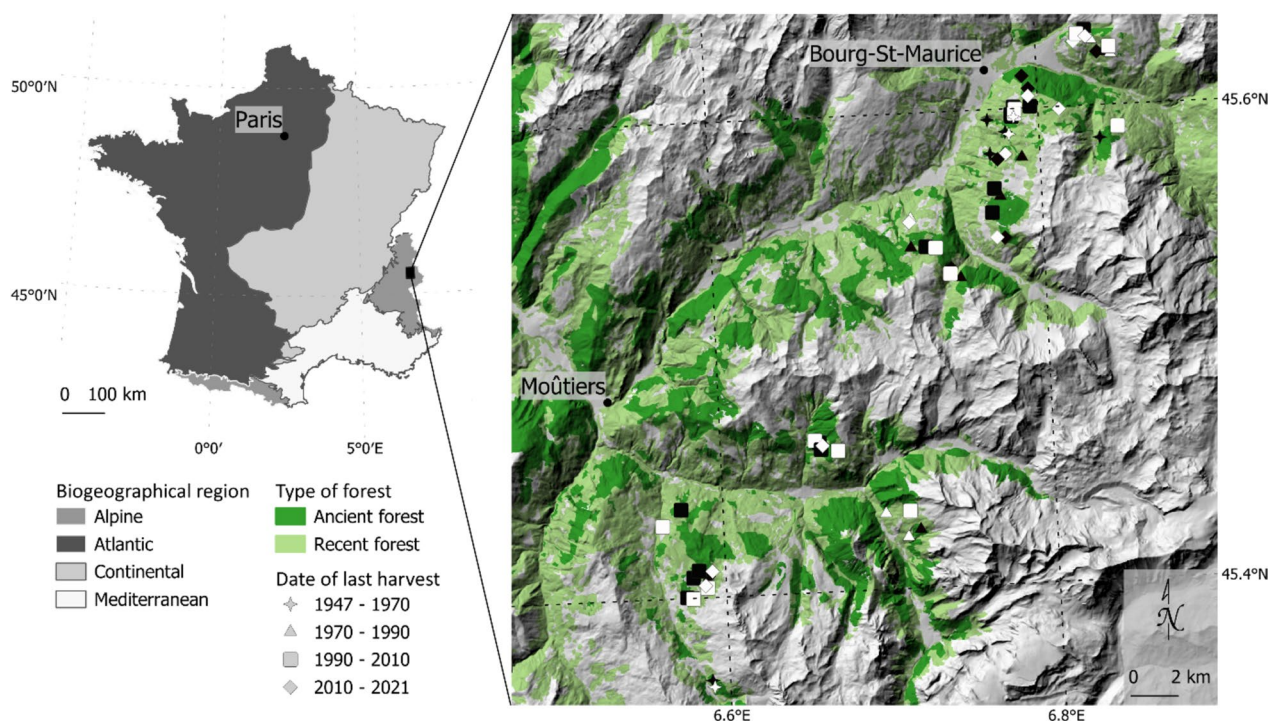 50°0'N
Paris
45°0'N
0 100 km
0°0'
5°0'E
Biogeographical region
Alpine
Atlantic
Continental
Mediterranean
Type of forest
Ancient forest
Recent forest
Date of last harvest
1947 - 1970
1970 - 1990
1990 - 2010
2010 - 2021
Bourg-St-Maurice
45.6°N
Moûtiers
45.4°N
N
0 2 km
6.6°E
6.8°E